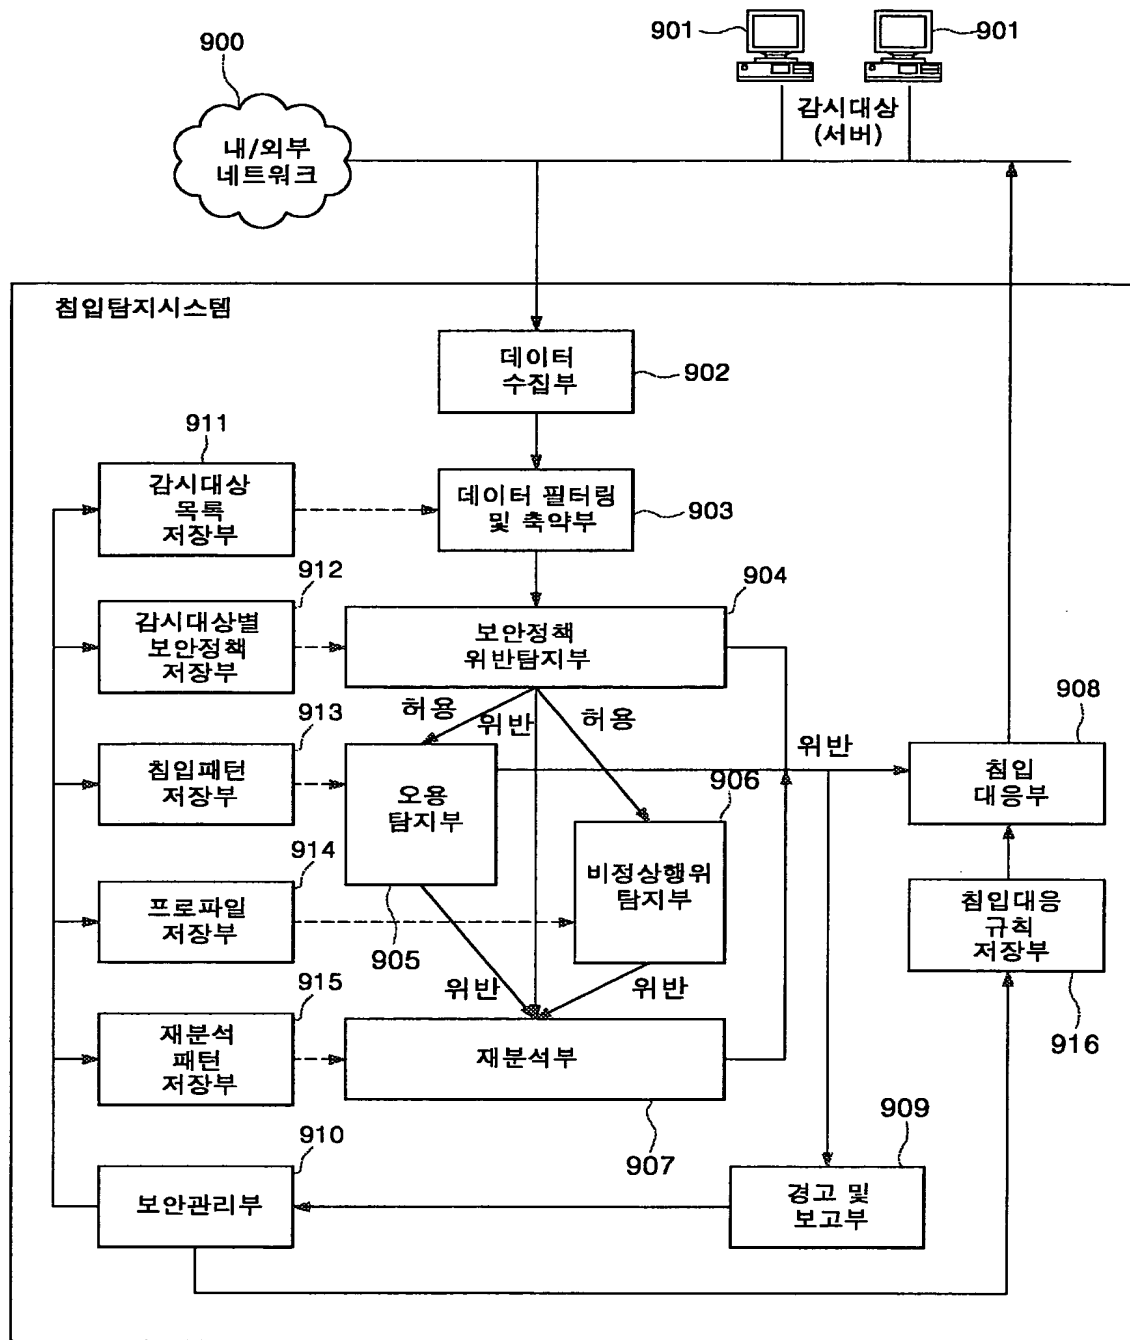 900
901
901
내/외부
네트워크
감시대상
(서버)
침입탐지시스템
데이터
수집부
902
911
감시대상
목록
저장부
데이터 필터링
및 축약부
903
912
감시대상별
보안정책
저장부
904
보안정책
위반탐지부
허용
위반
허용
913
침입패턴
저장부
오용
탐지부
905
906
비정상행위
탐지부
위반
908
침입
대응부
914
프로파일
저장부
침입대응
규칙
저장부
916
위반
위반
915
재분석
패턴
저장부
재분석부
907
910
보안관리부
909
경고 및
보고부